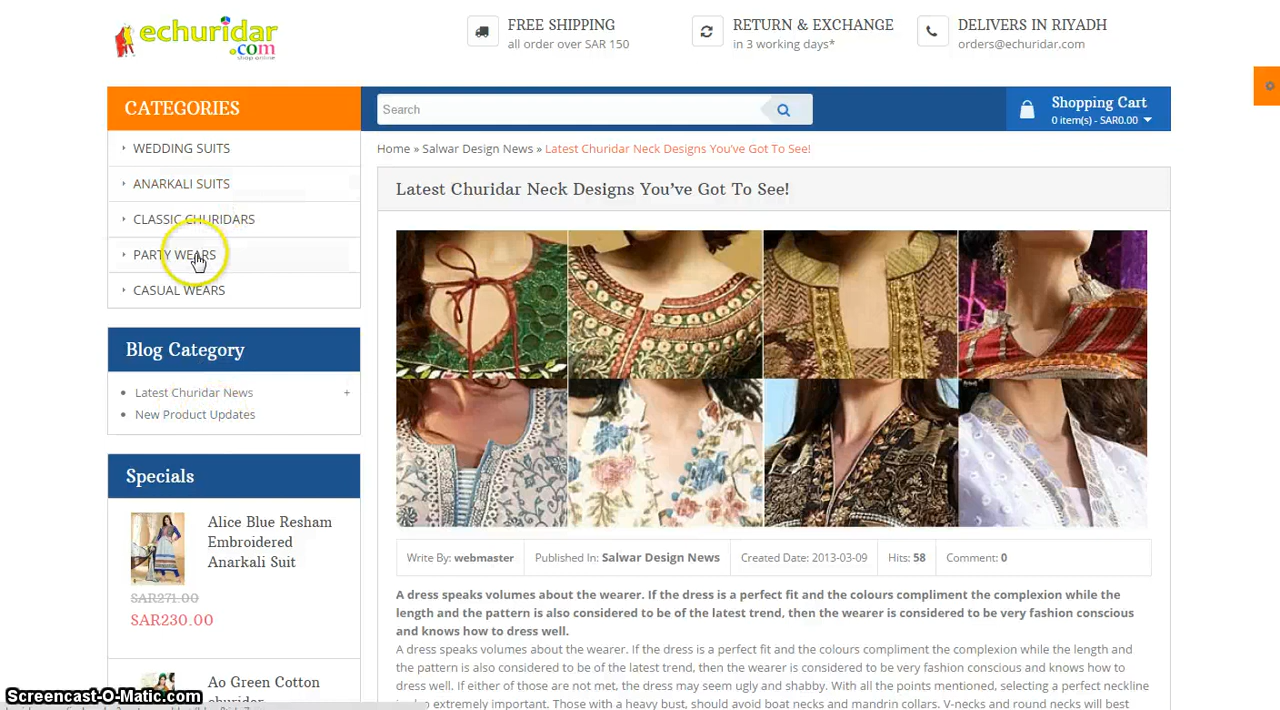 echuridar
.com
shop online
FREE SHIPPING
all order over SAR 150
RETURN & EXCHANGE
in 3 working days*
DELIVERS IN RIYADH
orders@echuridar.com
CATEGORIES
Search
Shopping Cart
0 item(s) - SAR0.00
WEDDING SUITS
ANARKALI SUITS
CLASSIC CHURIDARS
PARTY WEARS
CASUAL WEARS
Home » Salwar Design News » Latest Churidar Neck Designs You've Got To See!
Latest Churidar Neck Designs You’ve Got To See!
Blog Category
Latest Churidar News +
New Product Updates
Specials
Alice Blue Resham
Embroidered
Anarkali Suit
SAR271.00
SAR230.00
Ao Green Cotton
Write By: webmaster
Published In: Salwar Design News
Created Date: 2013-03-09
Hits: 58
Comment: 0
A dress speaks volumes about the wearer. If the dress is a perfect fit and the colours compliment the complexion while the
length and the pattern is also considered to be of the latest trend, then the wearer is considered to be very fashion conscious
and knows how to dress well.
A dress speaks volumes about the wearer. If the dress is a perfect fit and the colours compliment the complexion while the length and
the pattern is also considered to be of the latest trend, then the wearer is considered to be very fashion conscious and knows how to
dress well. If either of those are not met, the dress may seem ugly and shabby. With all the points mentioned, selecting a perfect neckline
extremely important. Those with a heavy bust, should avoid boat necks and mandrin collars. V-necks and round necks will best
Screencast-O-Matic.com